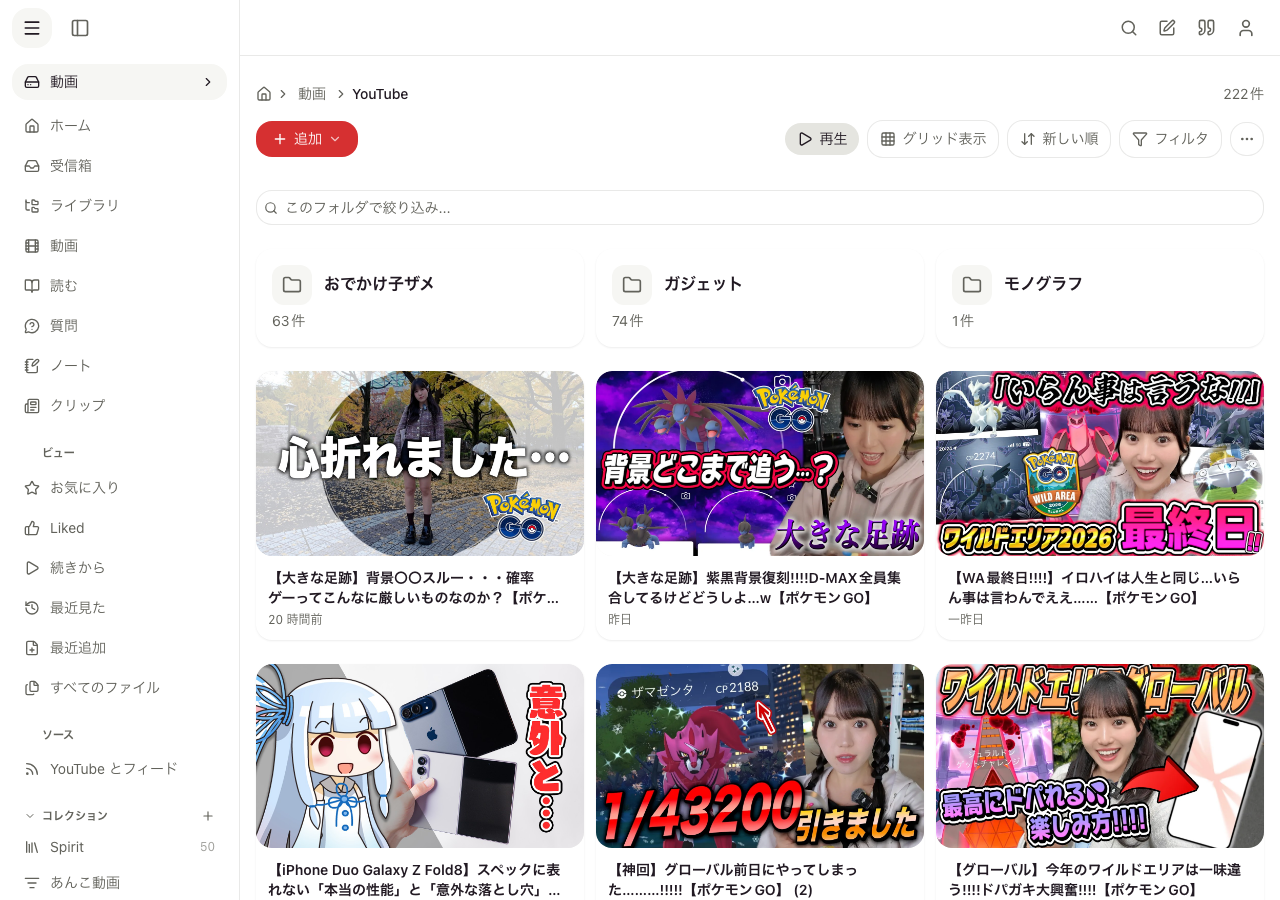 動画
ホーム
受信箱
ライブラリ
動画
読む
質問
ノート
クリップ
ビュー
お気に入り
Liked
続きから
最近見た
最近追加
すべてのファイル
ソース
YouTube とフィード
コレクション
Spirit 50
あんこ動画
動画 YouTube 222件
追加 再生 グリッド表示 新しい順 フィルタ
このフォルダで絞り込み...
おでかけ子ザメ
63件
ガジェット
74件
モノグラフ
1件
心折れました…
Pokémon
GO
【大きな足跡】背景〇〇スルー・・・確率
ゲーってこんなに厳しいものなのか？【ポケ...
20 時間前
Pokémon
GO
背景どこまで追う…?
大きな足跡
【大きな足跡】紫黒背景復刻!!!!D-MAX全員集
合してるけどどうしよ...w【ポケモンGO】
昨日
「いらん事は言うな!!!」
CP2274
Pokémon
GO
WILD AREA
ワイルドエリア2026 最終日!!
【WA最終日!!!!】イロハイは人生と同じ...いら
ん事は言わんでええ......【ポケモンGO】
一昨日
意外と…
【iPhone Duo Galaxy Z Fold8】スペックに表
れない「本当の性能」と「意外な落とし穴」...
ザマゼンタ / CP2188
1/43200引きました
【神回】グローバル前日にやってしまっ
た.........!!!!!【ポケモンGO】 (2)
ワイルドエリアグローバル
最高にドパれる
楽しみ方!!!!
【グローバル】今年のワイルドエリアは一味違
う!!!!ドパガキ大興奮!!!!【ポケモンGO】